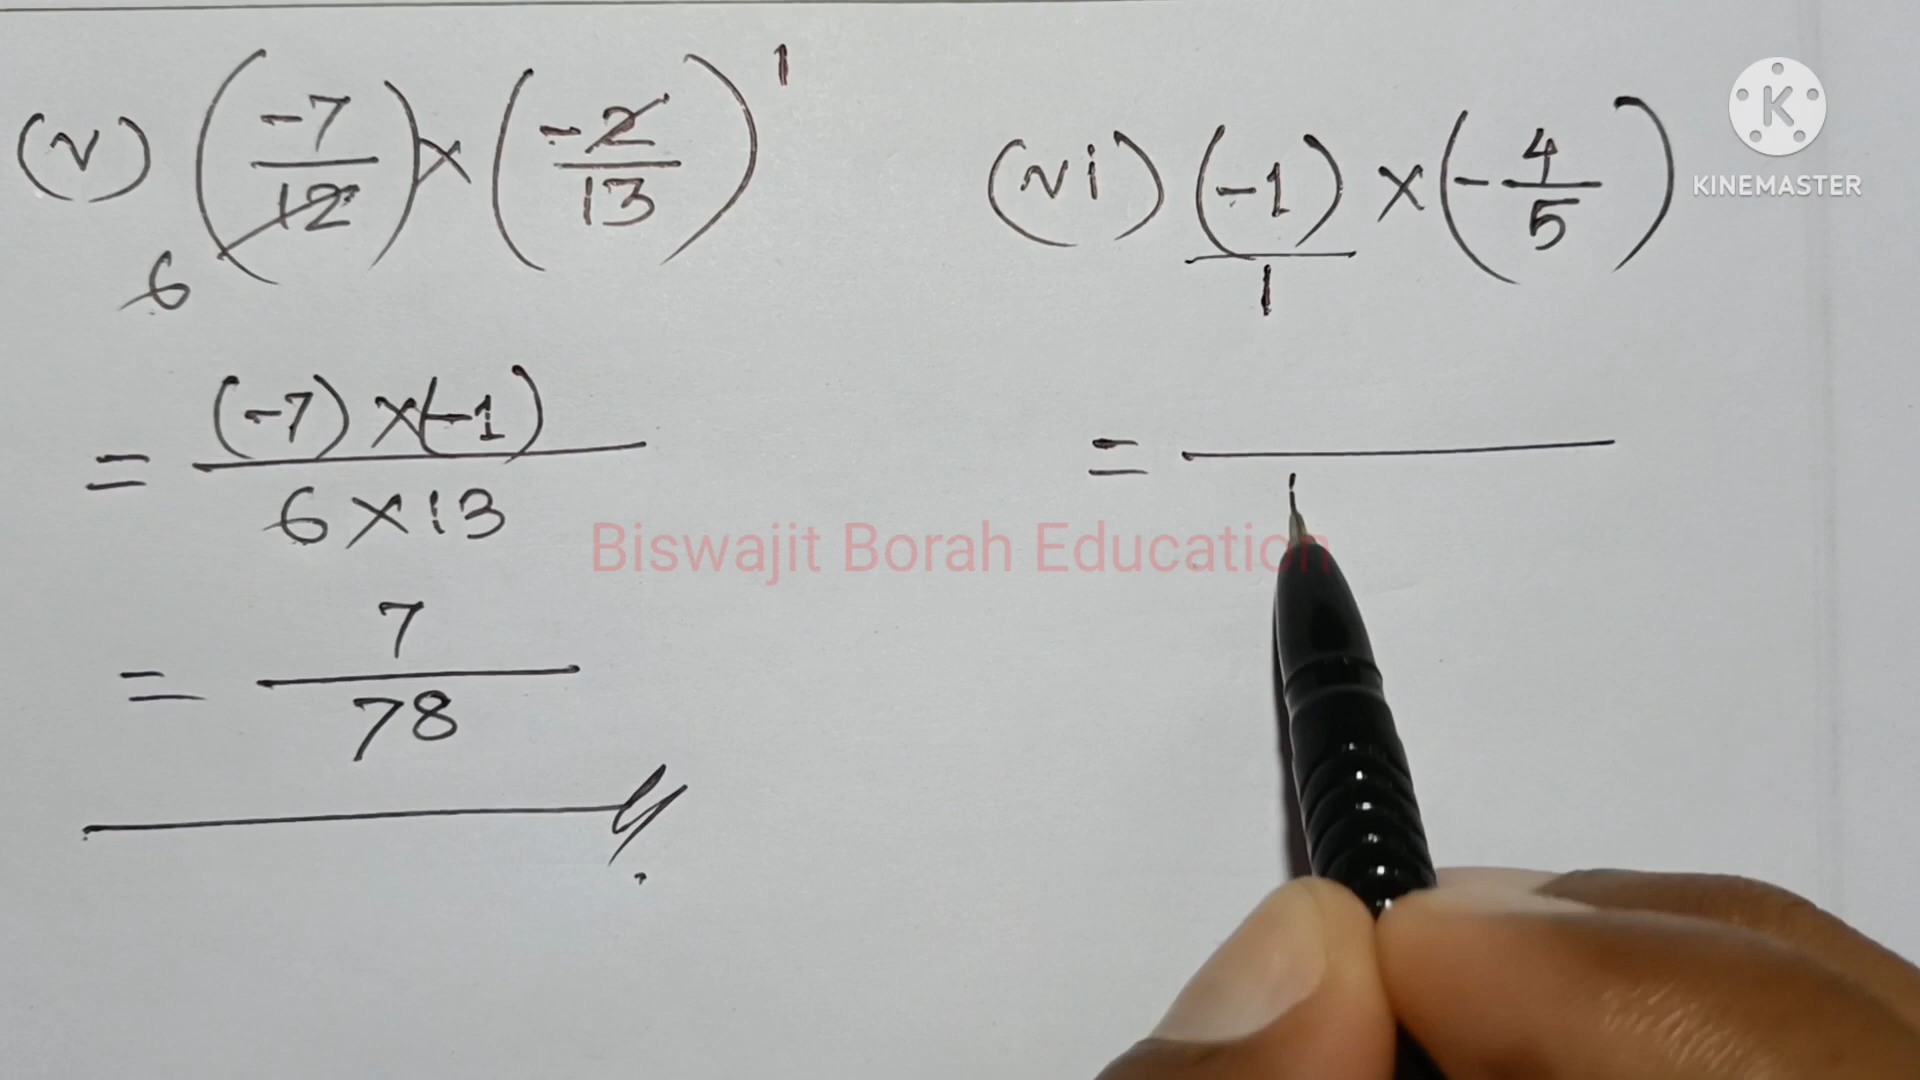 (v) (-7/12) × (-2/13) 1
6
= (-7) × (-1) / 6 × 13
= 7 / 78
(vi) (-1)/1 × (-4/5)
= / 1
KINEMASTER
Biswajit Borah Education